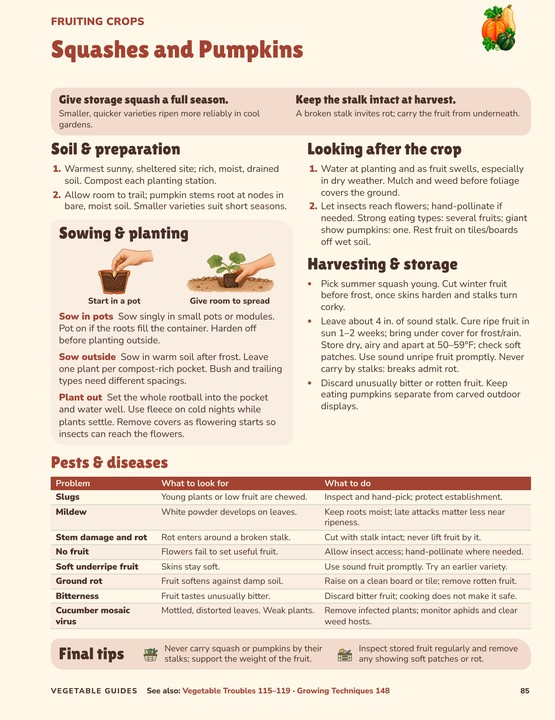 FRUITING CROPS
Squashes and Pumpkins
Give storage squash a full season.
Smaller, quicker varieties ripen more reliably in cool
gardens.
Keep the stalk intact at harvest.
A broken stalk invites rot; carry the fruit from underneath.
Soil & preparation
1. Warmest sunny, sheltered site; rich, moist, drained
soil. Compost each planting station.
2. Allow room to trail; pumpkin stems root at nodes in
bare, moist soil. Smaller varieties suit short seasons.
Sowing & planting
Start in a pot
Give room to spread
Sow in pots Sow singly in small pots or modules.
Pot on if the roots fill the container. Harden off
before planting outside.
Sow outside Sow in warm soil after frost. Leave
one plant per compost-rich pocket. Bush and trailing
types need different spacings.
Plant out Set the whole rootball into the pocket
and water well. Use fleece on cold nights while
plants settle. Remove covers as flowering starts so
insects can reach the flowers.
Looking after the crop
1. Water at planting and as fruit swells, especially
in dry weather. Mulch and weed before foliage
covers the ground.
2. Let insects reach flowers; hand-pollinate if
needed. Strong eating types: several fruits; giant
show pumpkins: one. Rest fruit on tiles/boards
off wet soil.
Harvesting & storage
• Pick summer squash young. Cut winter fruit
before frost, once skins harden and stalks turn
corky.
• Leave about 4 in. of sound stalk. Cure ripe fruit in
sun 1–2 weeks; bring under cover for frost/rain.
Store dry, airy and apart at 50–59°F; check soft
patches. Use sound unripe fruit promptly. Never
carry by stalks: breaks admit rot.
• Discard unusually bitter or rotten fruit. Keep
eating pumpkins separate from carved outdoor
displays.
Pests & diseases
Problem What to look for What to do
Slugs Young plants or low fruit are chewed. Inspect and hand-pick; protect establishment.
Mildew White powder develops on leaves. Keep roots moist; late attacks matter less near
ripeness.
Stem damage and rot Rot enters around a broken stalk. Cut with stalk intact; never lift fruit by it.
No fruit Flowers fail to set useful fruit. Allow insect access; hand-pollinate where needed.
Soft underripe fruit Skins stay soft. Use sound fruit promptly. Try an earlier variety.
Ground rot Fruit softens against damp soil. Raise on a clean board or tile; remove rotten fruit.
Bitterness Fruit tastes unusually bitter. Discard bitter fruit; cooking does not make it safe.
Cucumber mosaic Mottled, distorted leaves. Weak plants. Remove infected plants; monitor aphids and clear
virus weed hosts.
Final tips
Never carry squash or pumpkins by their
stalks; support the weight of the fruit.
Inspect stored fruit regularly and remove
any showing soft patches or rot.
VEGETABLE GUIDES See also: Vegetable Troubles 115–119 · Growing Techniques 148 85